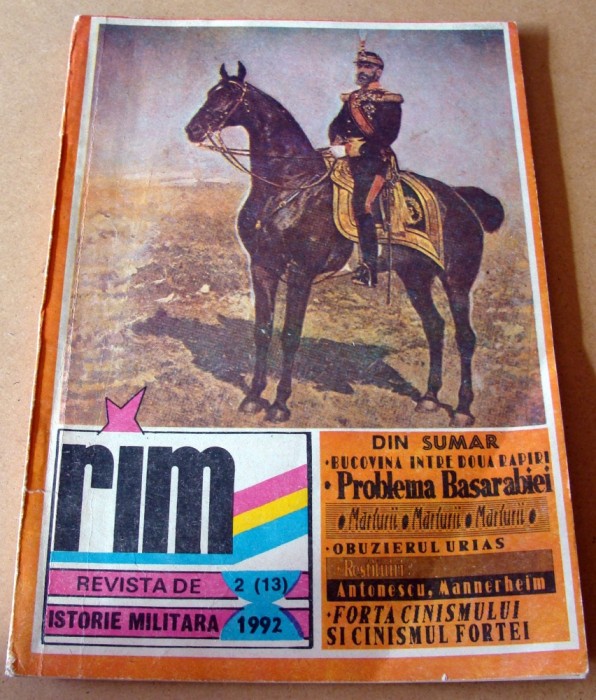 rim
REVISTA DE
2 (13)
ISTORIE MILITARA
1992
DIN SUMAR
• BUCOVINA INTRE DOUA RAPIRI
• Problema Basarabiei
• Mărturii • Mărturii • Mărturii •
• OBUZIERUL URIAS
• Restituiri:
Antonescu, Mannerheim
• FORTA CINISMULUI
SI CINISMUL FORTEI